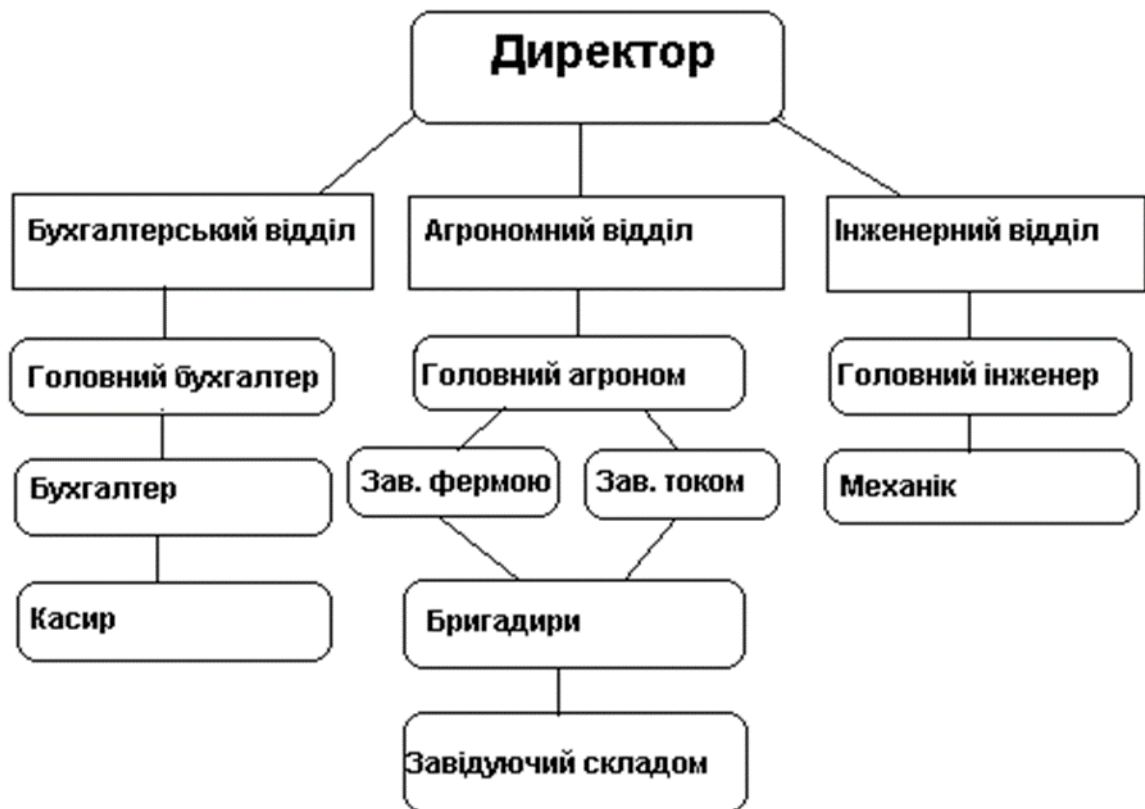 Директор
Бухгалтерський відділ
Агрономний відділ
Інженерний відділ
Головний бухгалтер
Головний агроном
Головний інженер
Бухгалтер
Зав. фермою
Зав. током
Механік
Касир
Бригадири
Завідуючий складом